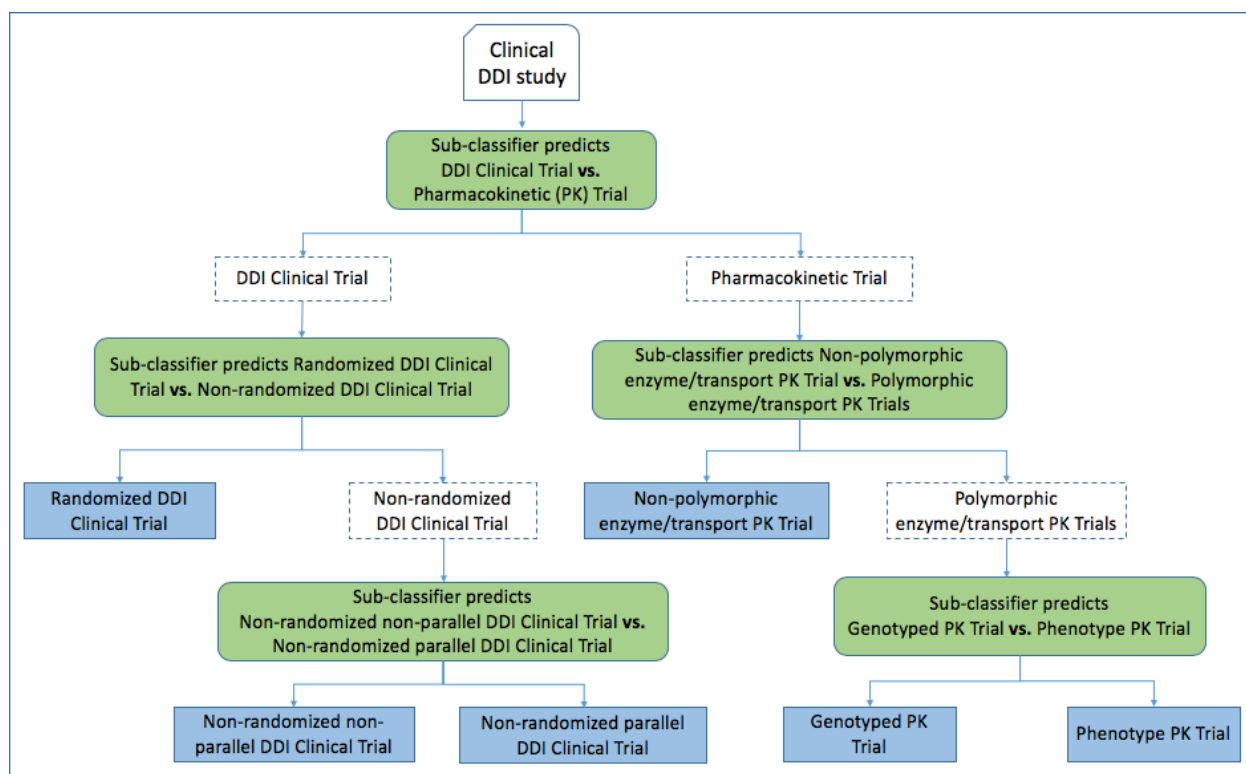 Clinical
DDI study
Sub-classifier predicts
DDI Clinical Trial vs.
Pharmacokinetic (PK) Trial
DDI Clinical Trial
Pharmacokinetic Trial
Sub-classifier predicts Randomized DDI Clinical
Trial vs. Non-randomized DDI Clinical Trial
Sub-classifier predicts Non-polymorphic
enzyme/transport PK Trial vs. Polymorphic
enzyme/transport PK Trials
Randomized DDI
Clinical Trial
Non-randomized
DDI Clinical Trial
Non-polymorphic
enzyme/transport PK Trial
Polymorphic
enzyme/transport PK Trials
Sub-classifier predicts
Non-randomized non-parallel DDI Clinical Trial vs.
Non-randomized parallel DDI Clinical Trial
Sub-classifier predicts
Genotyped PK Trial vs. Phenotype PK Trial
Non-randomized non-
parallel DDI Clinical Trial
Non-randomized parallel
DDI Clinical Trial
Genotyped PK
Trial
Phenotype PK Trial